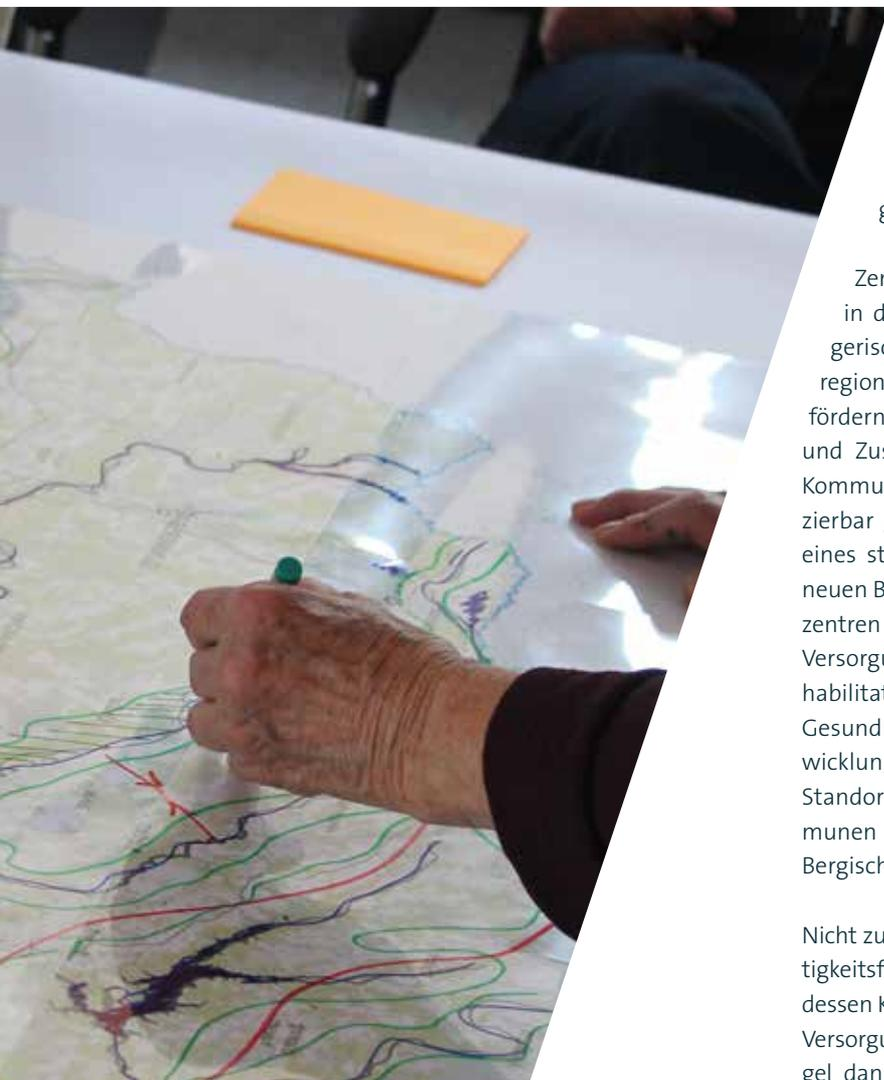 in d
gerisc
region
fördern
und Zus
Kommu
zierbar
eines st
neuen B
zentren
Versorgu
habilitat
Gesund
wicklun
Standor
munen
Bergisch
Nicht zu
tigkeitsf
dessen K
Versorgu
gel dan